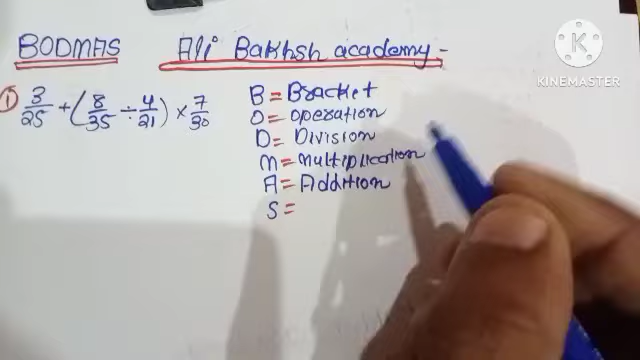 BODMAS Ali Bakhsh academy -
K
KINEMASTER
① 3/25 + (8/35 ÷ 4/21) × 7/30
B = Bracket
O = operation
D = Division
M = multiplication
A = Addition
S =